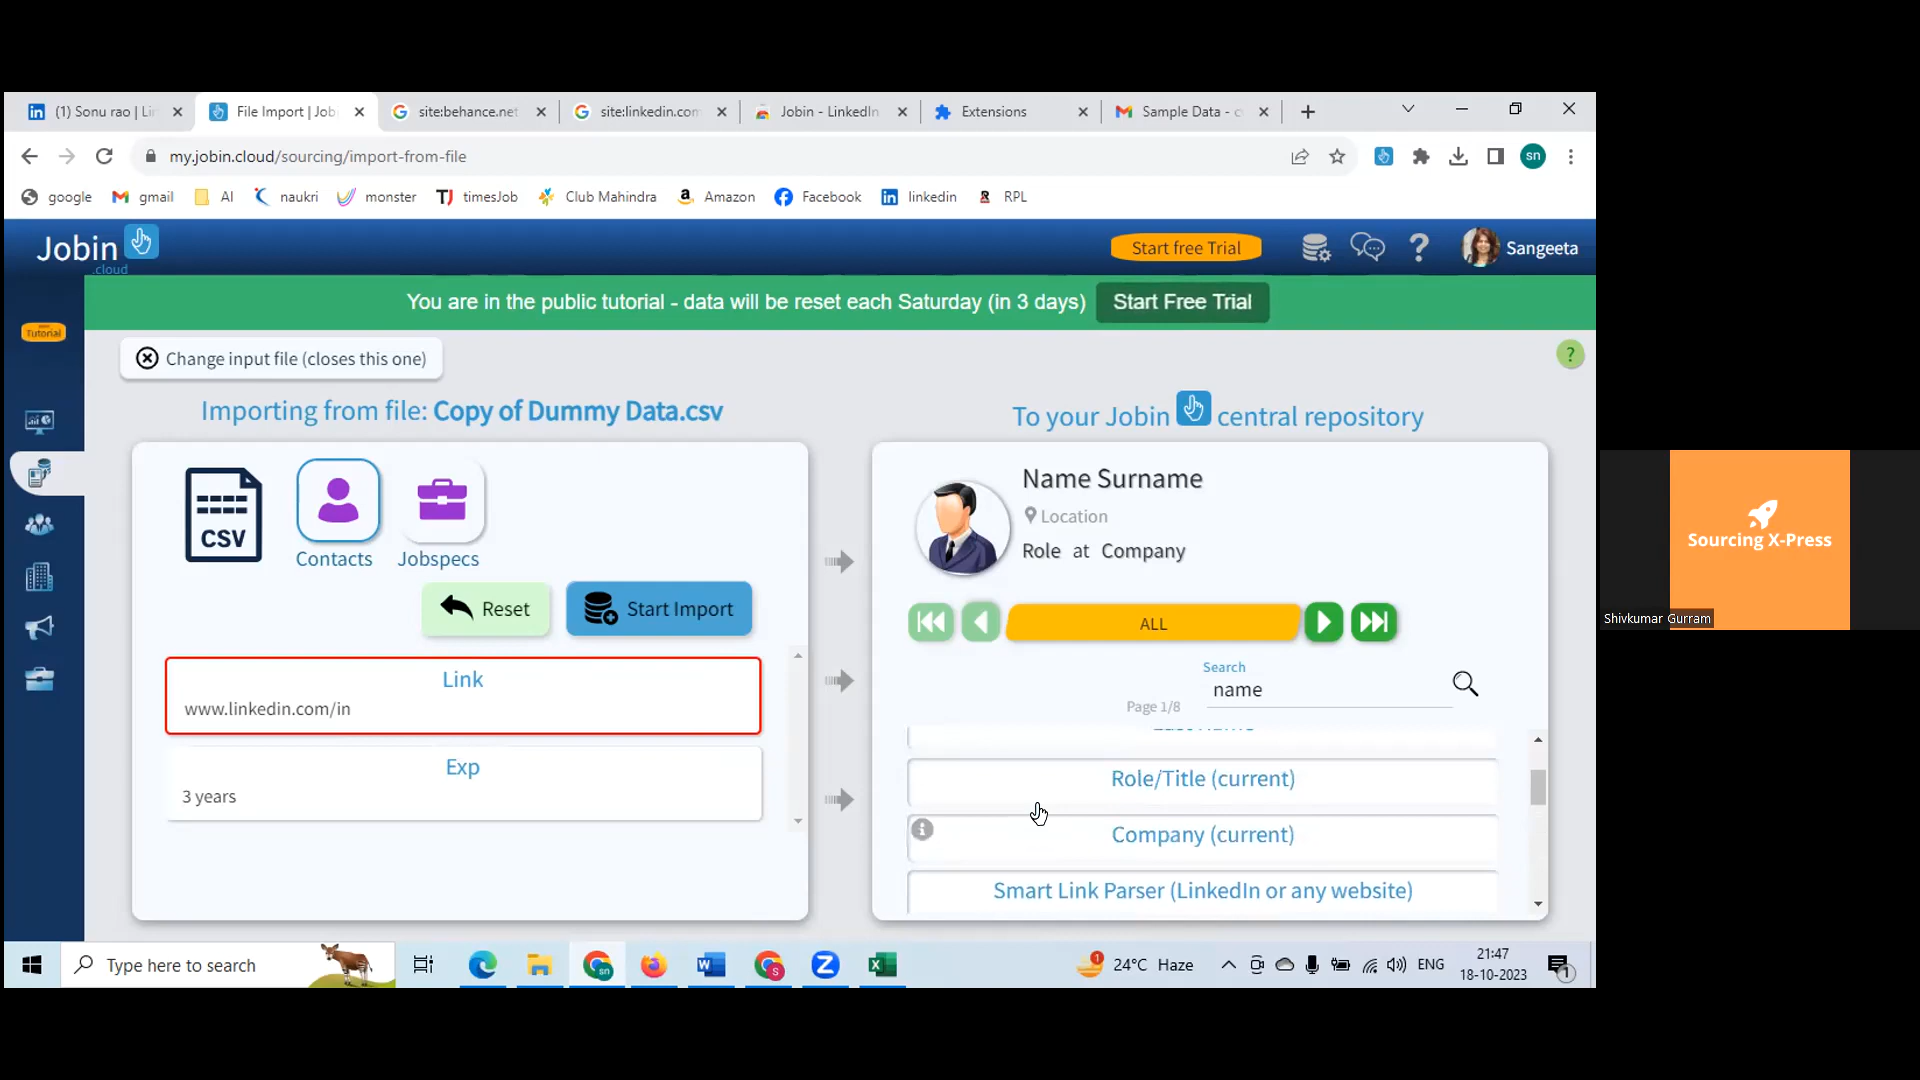 (1) Sonu rao | Lin
File Import | Job
site:behance.net
site:linkedin.com
Jobin - LinkedIn
Extensions
Sample Data - c
my.jobin.cloud/sourcing/import-from-file
sn
google
gmail
AI
naukri
monster
TJ timesJob
Club Mahindra
Amazon
Facebook
linkedin
RPL
Jobin
.cloud
Start free Trial
Sangeeta
You are in the public tutorial - data will be reset each Saturday (in 3 days)
Start Free Trial
Tutorial
Change input file (closes this one)
Importing from file: Copy of Dummy Data.csv
To your Jobin central repository
CSV
Contacts
Jobspecs
Reset
Start Import
Link
www.linkedin.com/in
Exp
3 years
Name Surname
Location
Role at Company
ALL
Search
name
Page 1/8
Role/Title (current)
Company (current)
Smart Link Parser (LinkedIn or any website)
Sourcing X-Press
Shivkumar Gurram
Type here to search
24°C Haze
ENG
21:47
18-10-2023